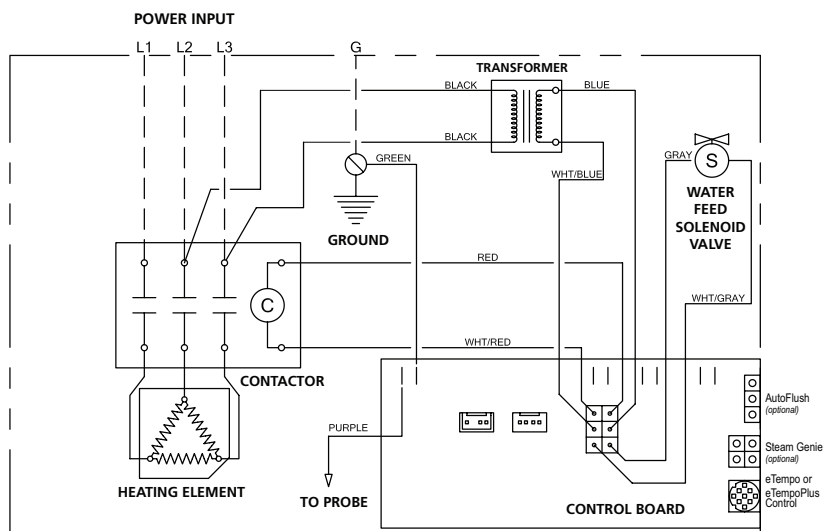 POWER INPUT
L1 L2 L3 G
TRANSFORMER
BLACK
BLUE
BLACK
GREEN
GRAY
S
WHT/BLUE
WATER
FEED
SOLENOID
VALVE
GROUND
RED
C
WHT/GRAY
WHT/RED
CONTACTOR
AutoFlush
(optional)
PURPLE
Steam Genie
(optional)
HEATING ELEMENT
TO PROBE
CONTROL BOARD
eTempo or
eTempoPlus
Control